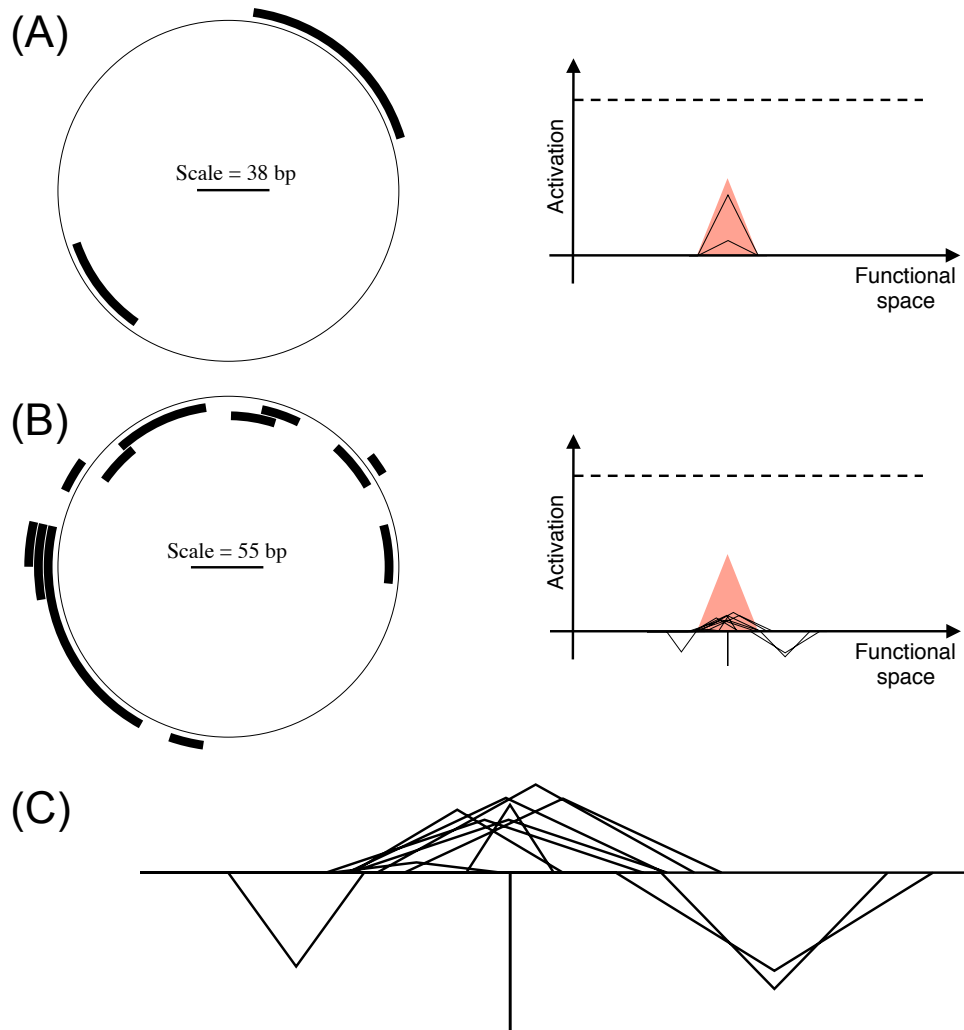 (A)
Scale = 38 bp
Activation
Functional
space
(B)
Scale = 55 bp
Activation
Functional
space
(C)